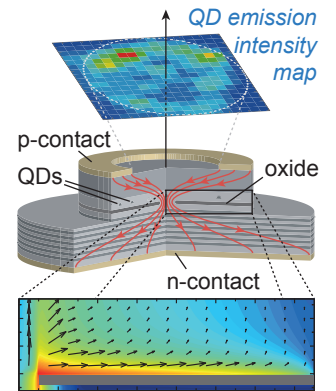 QD emission
intensity
map
p-contact
QDs
oxide
n-contact